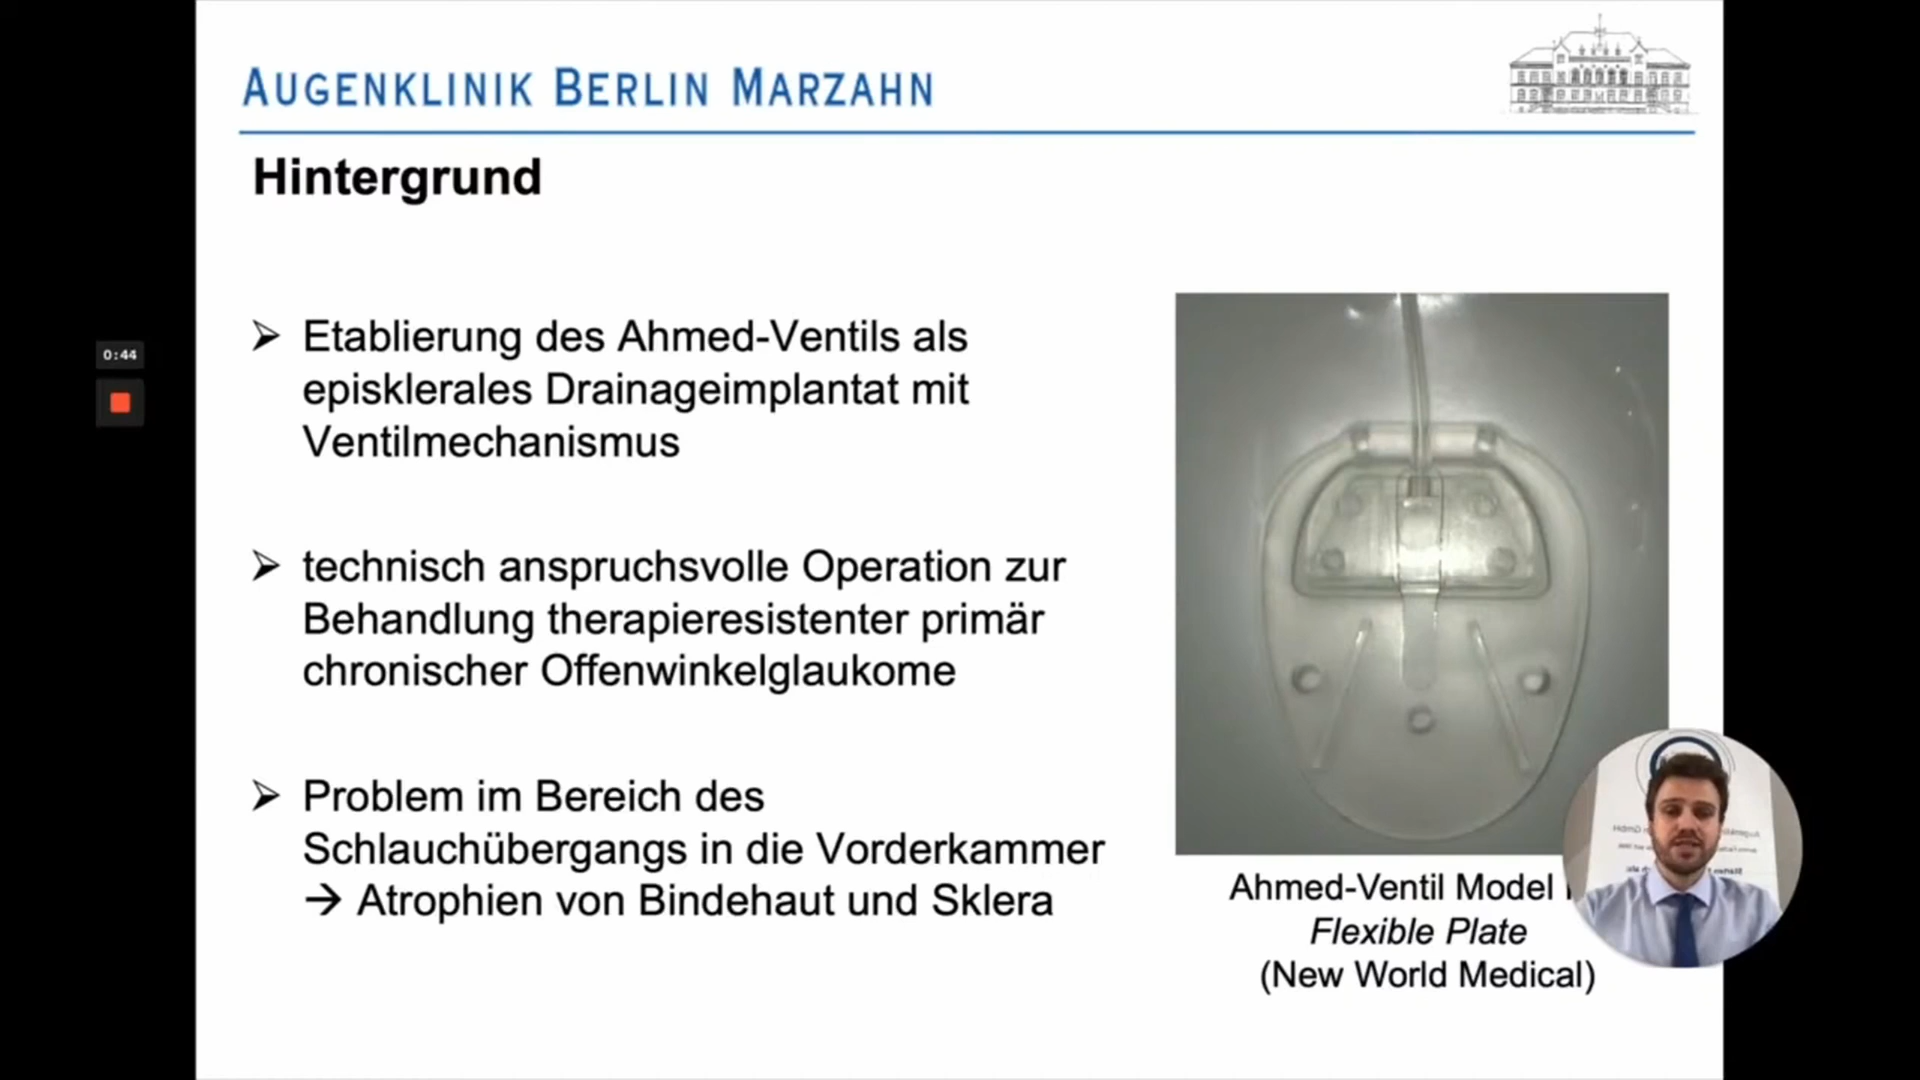 AUGENKLINIK BERLIN MARZAHN
Hintergrund
➢ Etablierung des Ahmed-Ventils als
episklerales Drainageimplantat mit
Ventilmechanismus
0:44
➢ technisch anspruchsvolle Operation zur
Behandlung therapieresistenter primär
chronischer Offenwinkelglaukome
➢ Problem im Bereich des
Schlauchübergangs in die Vorderkammer
→ Atrophien von Bindehaut und Sklera
Ahmed-Ventil Model
Flexible Plate
(New World Medical)